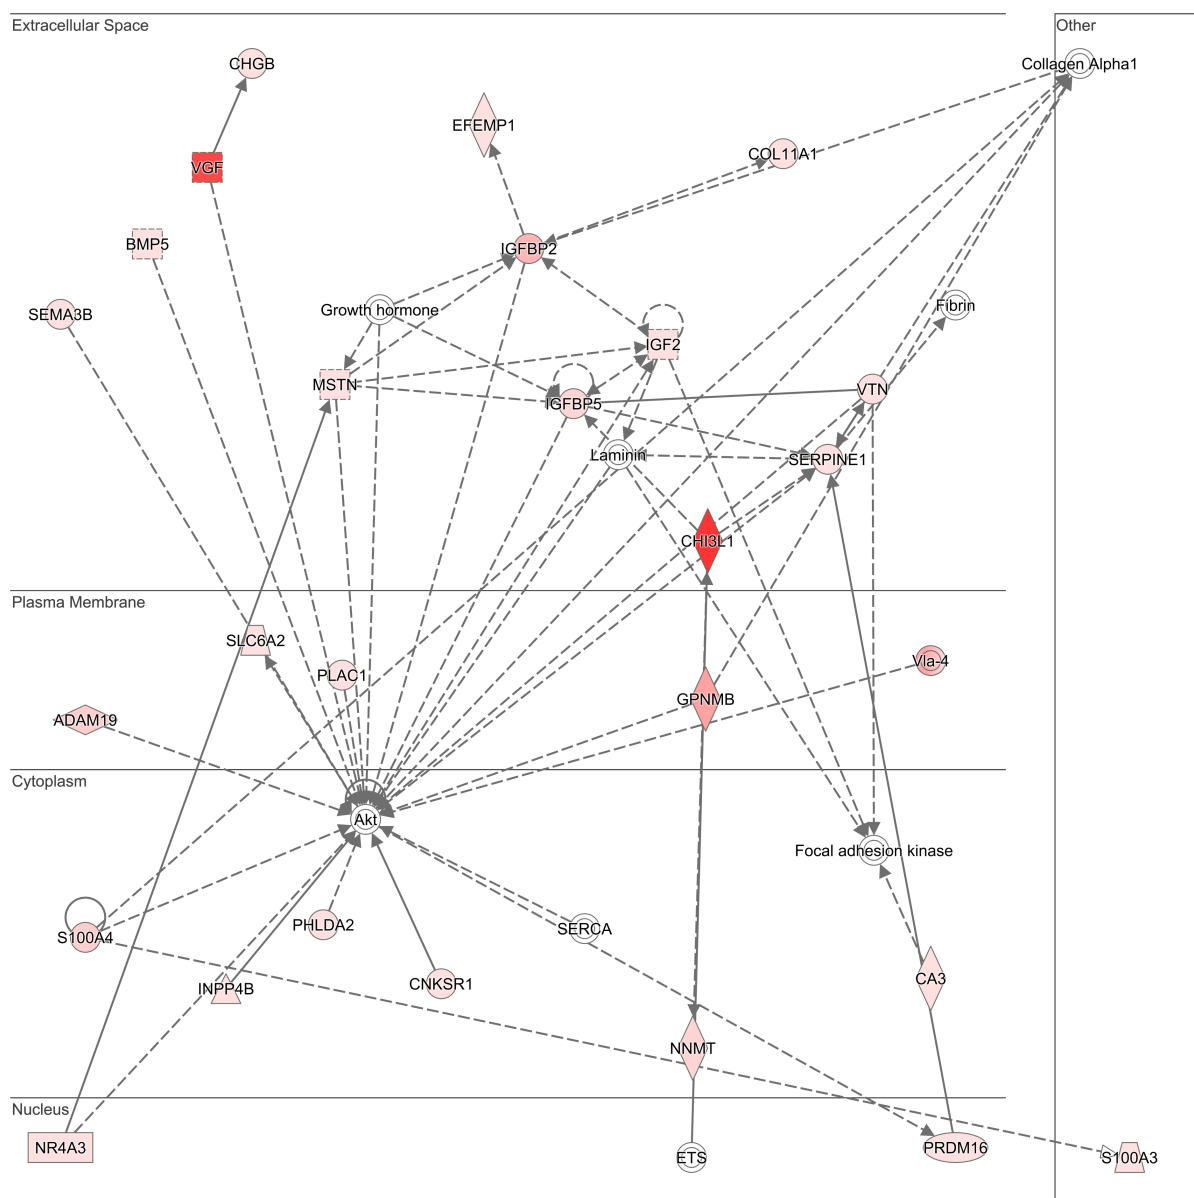 Extracellular Space
Other
CHGB
Collagen Alpha1
EFEMP1
COL11A1
VGF
BMP5
IGFBP2
SEMA3B
Growth hormone
Fibrin
IGF2
MSTN
IGFBP5
VTN
Laminin
SERPINE1
CHI3L1
Plasma Membrane
SLC6A2
PLAC1
Vla-4
GPNMB
ADAM19
Cytoplasm
Akt
Focal adhesion kinase
PHLDA2
SERCA
S100A4
INPP4B
CNKSR1
CA3
NNMT
Nucleus
NR4A3
ETS
PRDM16
S100A3